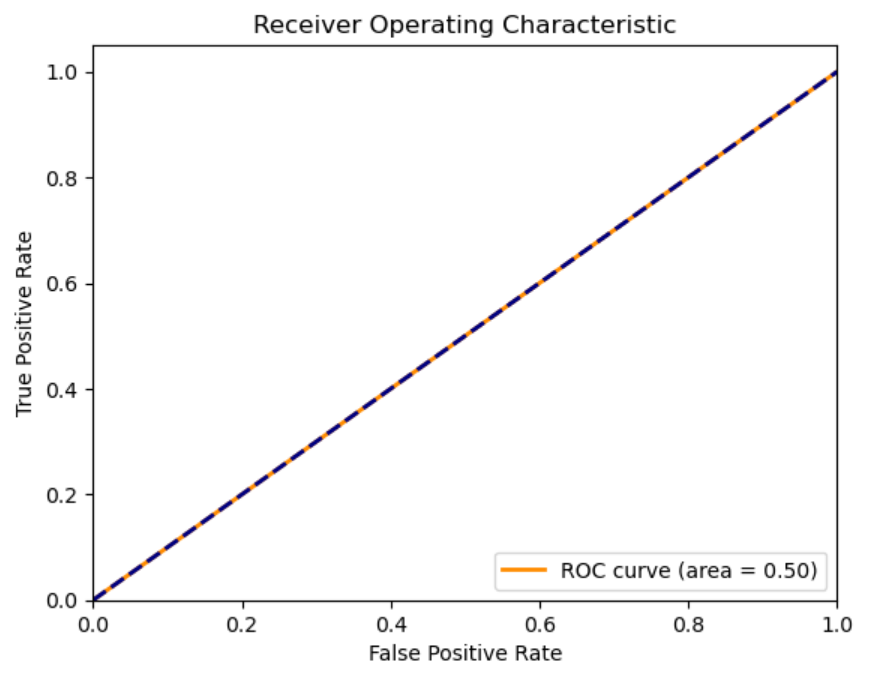 Receiver Operating Characteristic
True Positive Rate
1.0
0.8
0.6
0.4
0.2
0.0
ROC curve (area = 0.50)
0.0 0.2 0.4 0.6 0.8 1.0
False Positive Rate